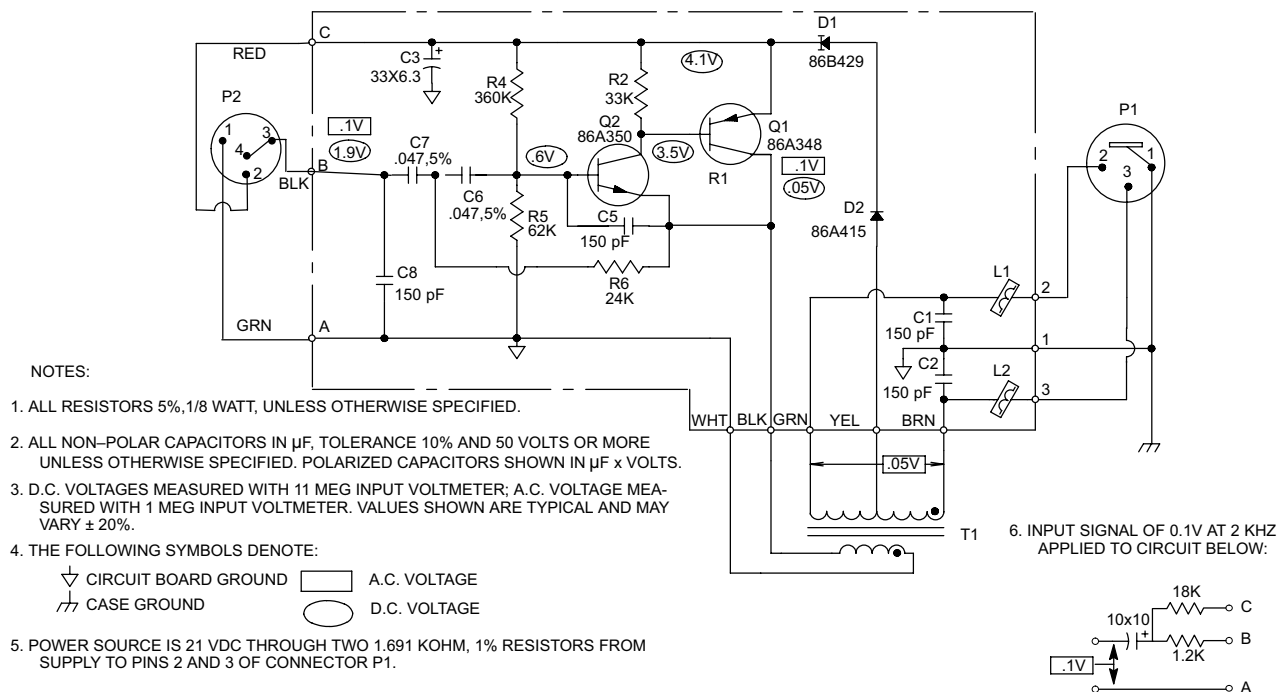 C
RED
C3
33X6.3
+
R4
360K
R2
33K
4.1V
D1
86B429
P2
1
3
4
2
.1V
1.9V
B
BLK
C7
.047,5%
C6
.047,5%
.6V
Q2
86A350
3.5V
Q1
86A348
R1
.1V
.05V
P1
2
1
3
R5
62K
C5
150 pF
R6
24K
C8
150 pF
D2
86A415
L1
2
C1
150 pF
1
C2
150 pF
L2
3
GRN
A
WHT
BLK
GRN
YEL
BRN
.05V
T1
NOTES:
1. ALL RESISTORS 5%,1/8 WATT, UNLESS OTHERWISE SPECIFIED.
2. ALL NON–POLAR CAPACITORS IN µF, TOLERANCE 10% AND 50 VOLTS OR MORE
UNLESS OTHERWISE SPECIFIED. POLARIZED CAPACITORS SHOWN IN µF x VOLTS.
3. D.C. VOLTAGES MEASURED WITH 11 MEG INPUT VOLTMETER; A.C. VOLTAGE MEA-
SURED WITH 1 MEG INPUT VOLTMETER. VALUES SHOWN ARE TYPICAL AND MAY
VARY ± 20%.
4. THE FOLLOWING SYMBOLS DENOTE:
CIRCUIT BOARD GROUND
A.C. VOLTAGE
CASE GROUND
D.C. VOLTAGE
5. POWER SOURCE IS 21 VDC THROUGH TWO 1.691 KOHM, 1% RESISTORS FROM
SUPPLY TO PINS 2 AND 3 OF CONNECTOR P1.
6. INPUT SIGNAL OF 0.1V AT 2 KHZ
APPLIED TO CIRCUIT BELOW:
18K
C
10x10
+
B
1.2K
.1V
A